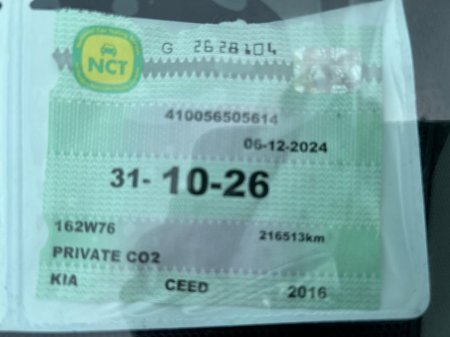 NCT
G 2628104
410056505614
06-12-2024
31- 10-26
162W76
216513km
PRIVATE CO2
KIA CEED 2016